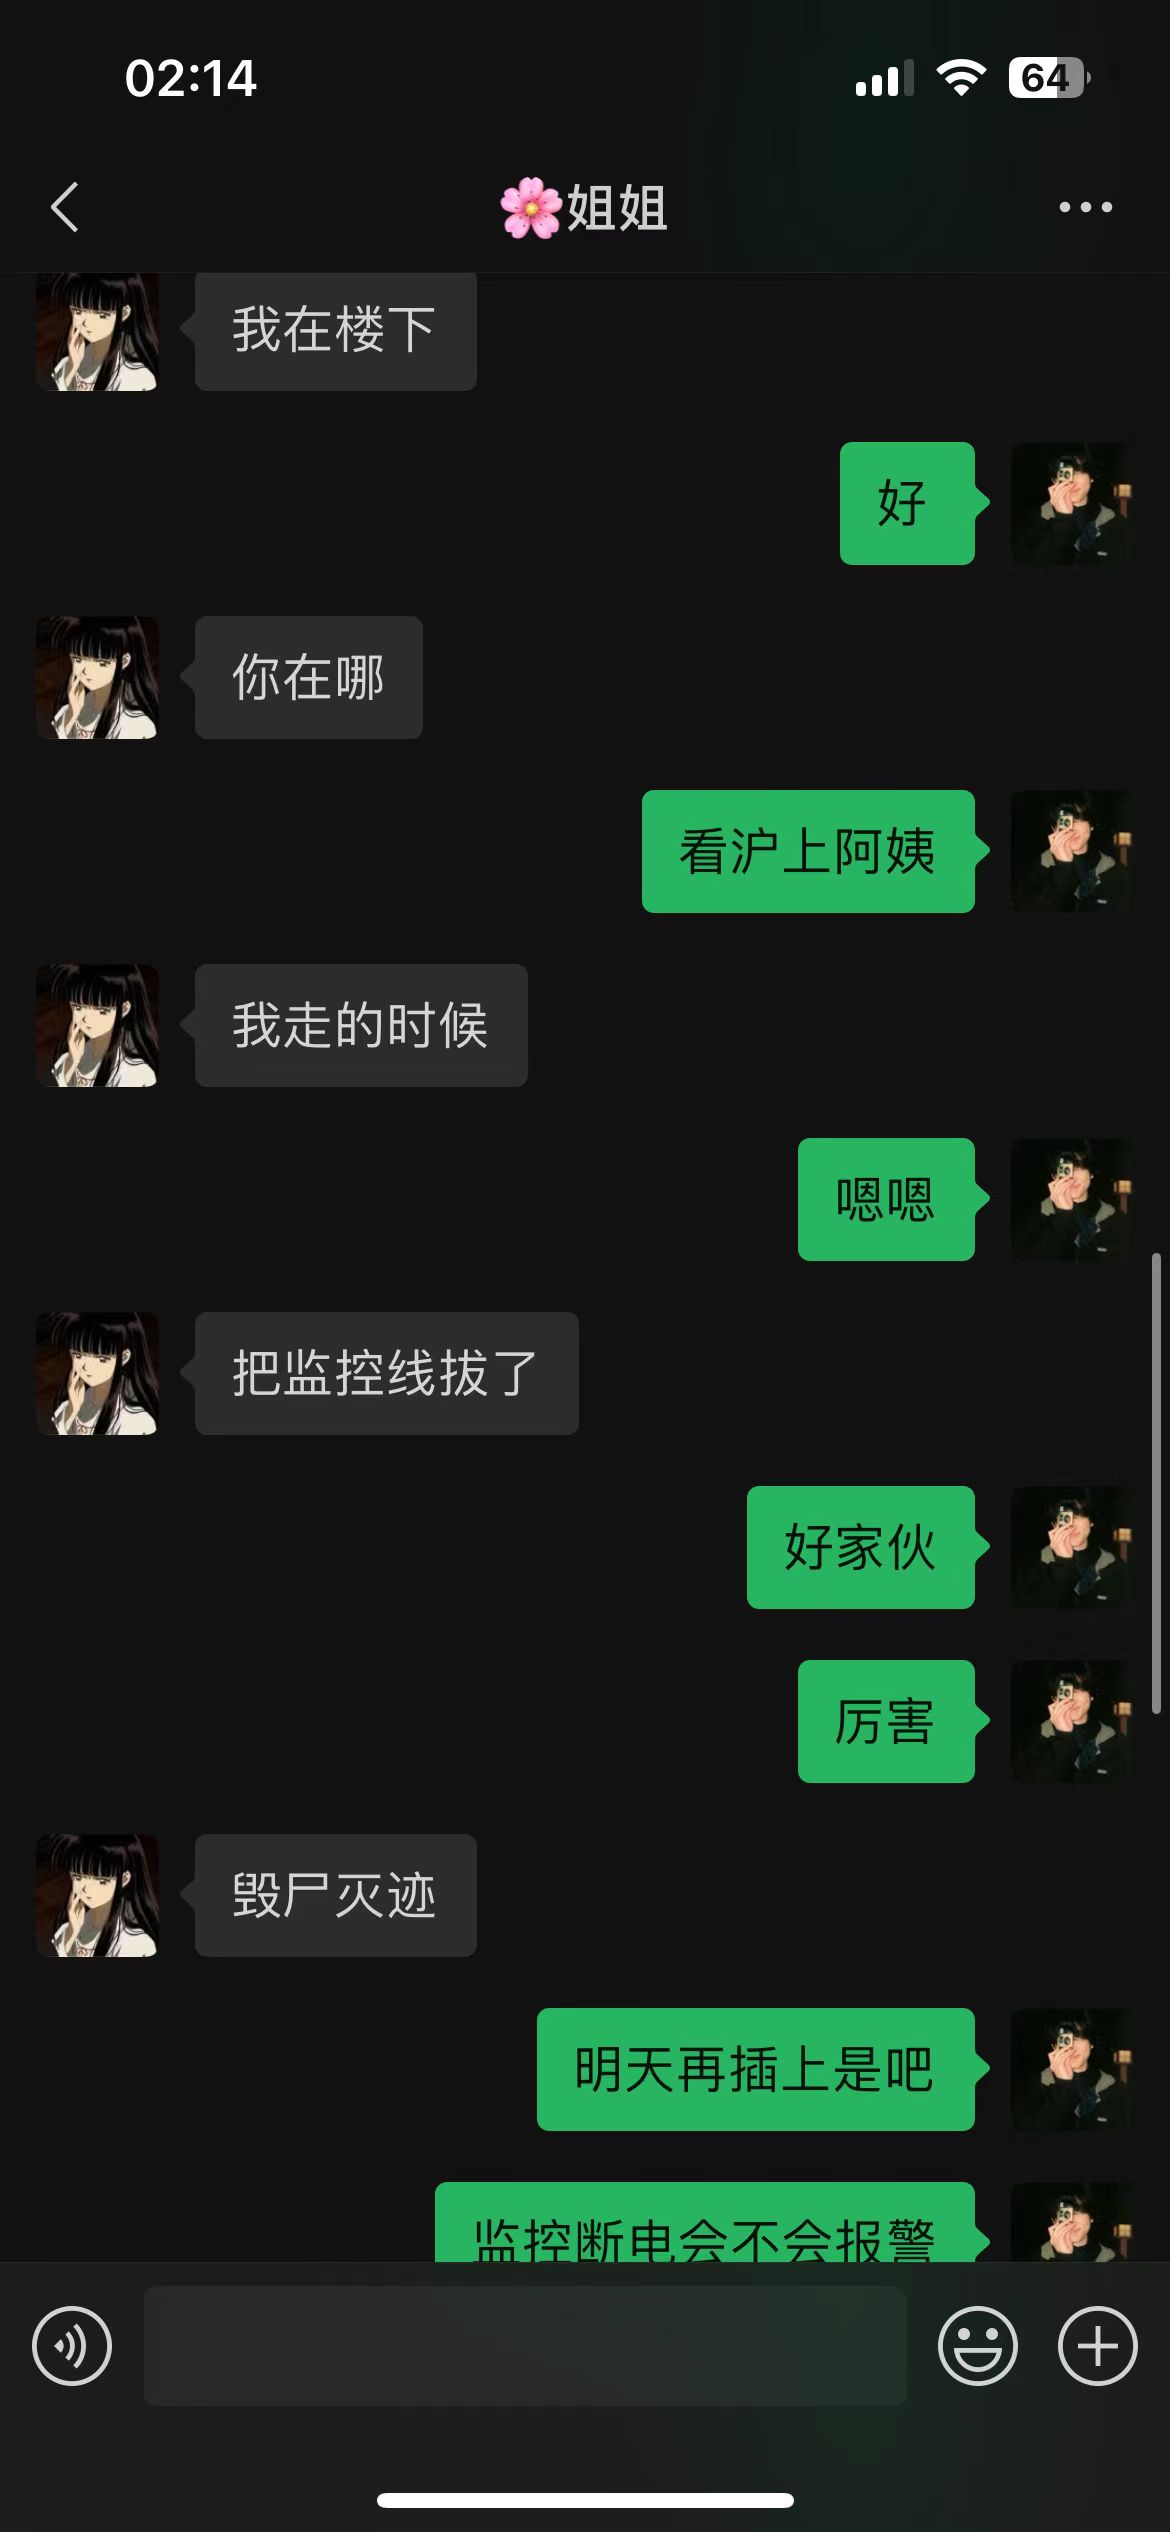 02:14
64
🌸姐姐
我在楼下
好
你在哪
看沪上阿姨
我走的时候
嗯嗯
把监控线拔了
好家伙
厉害
毁尸灭迹
明天再插上是吧
监控断电会不会报警